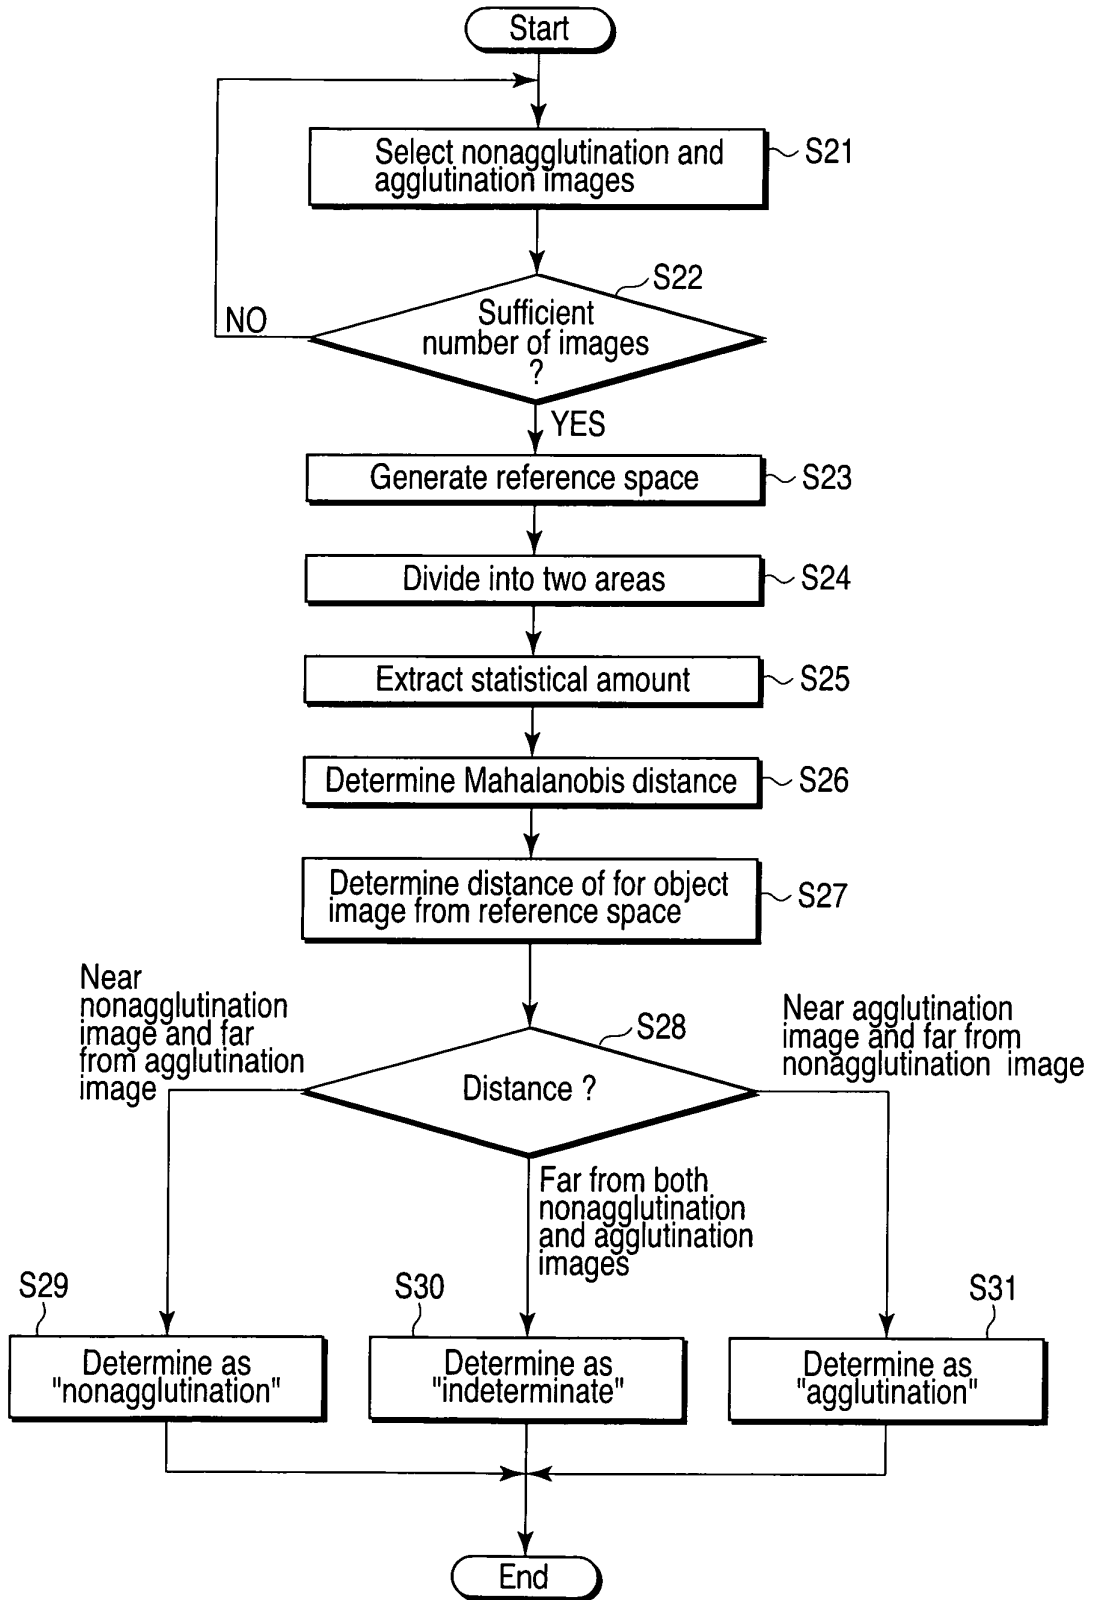 Start
Select nonagglutination and
agglutination images
S21
S22
Sufficient
number of images
?
NO
YES
Generate reference space
S23
Divide into two areas
S24
Extract statistical amount
S25
Determine Mahalanobis distance
S26
Determine distance of for object
image from reference space
S27
Near
nonagglutination
image and far
from agglutination
image
S28
Distance ?
Near agglutination
image and far from
nonagglutination image
Far from both
nonagglutination
and agglutination
images
S29
Determine as
"nonagglutination"
S30
Determine as
"indeterminate"
S31
Determine as
"agglutination"
End